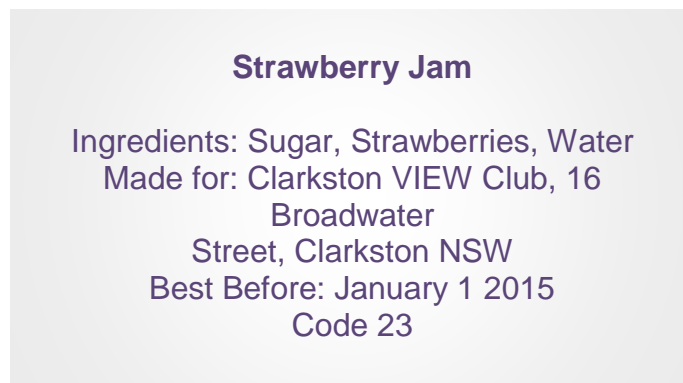 Strawberry Jam
Ingredients: Sugar, Strawberries, Water
Made for: Clarkston VIEW Club, 16
Broadwater
Street, Clarkston NSW
Best Before: January 1 2015
Code 23